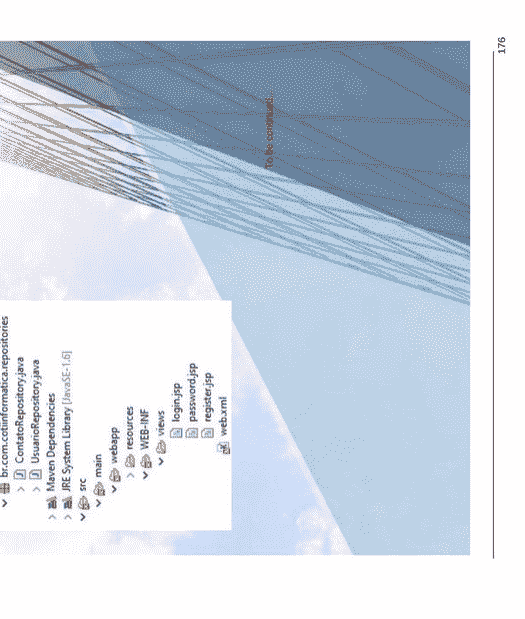 br.com.cotiinformatica.repositories
ContatoRepository.java
UsuarioRepository.java
Maven Dependencies
JRE System Library [JavaSE-1.6]
src
main
webapp
resources
WEB-INF
views
login.jsp
password.jsp
register.jsp
web.xml
To be continued...
176